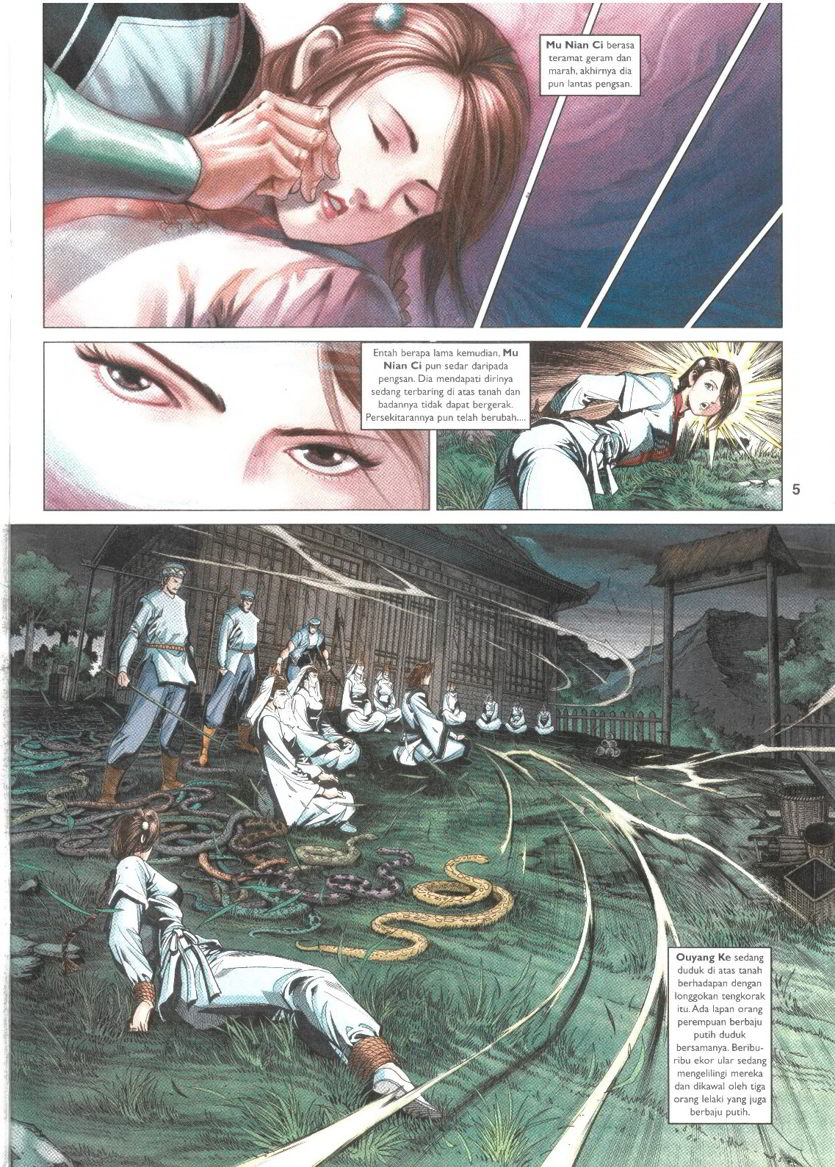 Mu Nian Ci berasa
teramat geram dan
marah, akhirnya dia
pun lantas pengsan.
Entah berapa lama kemudian, Mu
Nian Ci pun sedar daripada
pengsan. Dia mendapati dirinya
sedang terbaring di atas tanah dan
badannya tidak dapat bergerak.
Persekitarannya pun telah berubah....
5
Ouyang Ke sedang
duduk di atas tanah
berhadapan dengan
longgokan tengkorak
itu. Ada lapan orang
perempuan berbaju
putih duduk
bersamanya. Beribu-
ribu ekor ular sedang
mengelilingi mereka
dan dikawal oleh tiga
orang lelaki yang juga
berbaju putih.